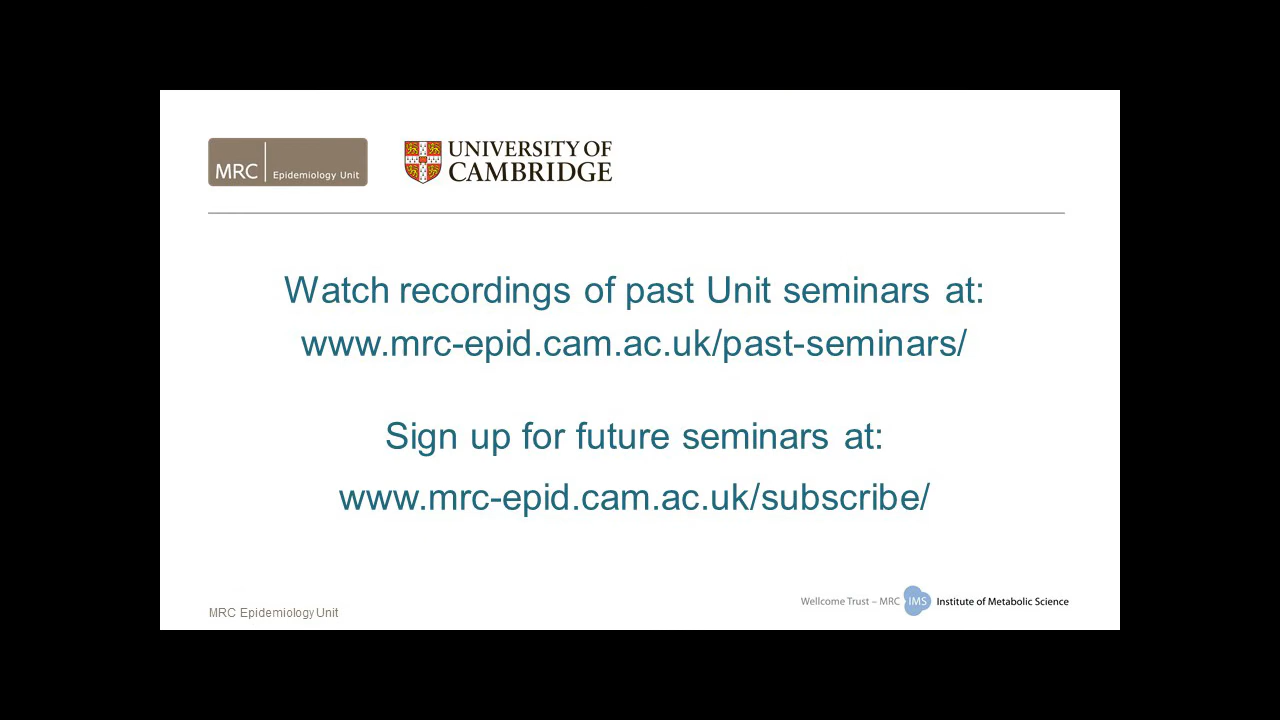 MRC Epidemiology Unit
UNIVERSITY OF
CAMBRIDGE
Watch recordings of past Unit seminars at:
www.mrc-epid.cam.ac.uk/past-seminars/
Sign up for future seminars at:
www.mrc-epid.cam.ac.uk/subscribe/
MRC Epidemiology Unit
Wellcome Trust – MRC IMS Institute of Metabolic Science